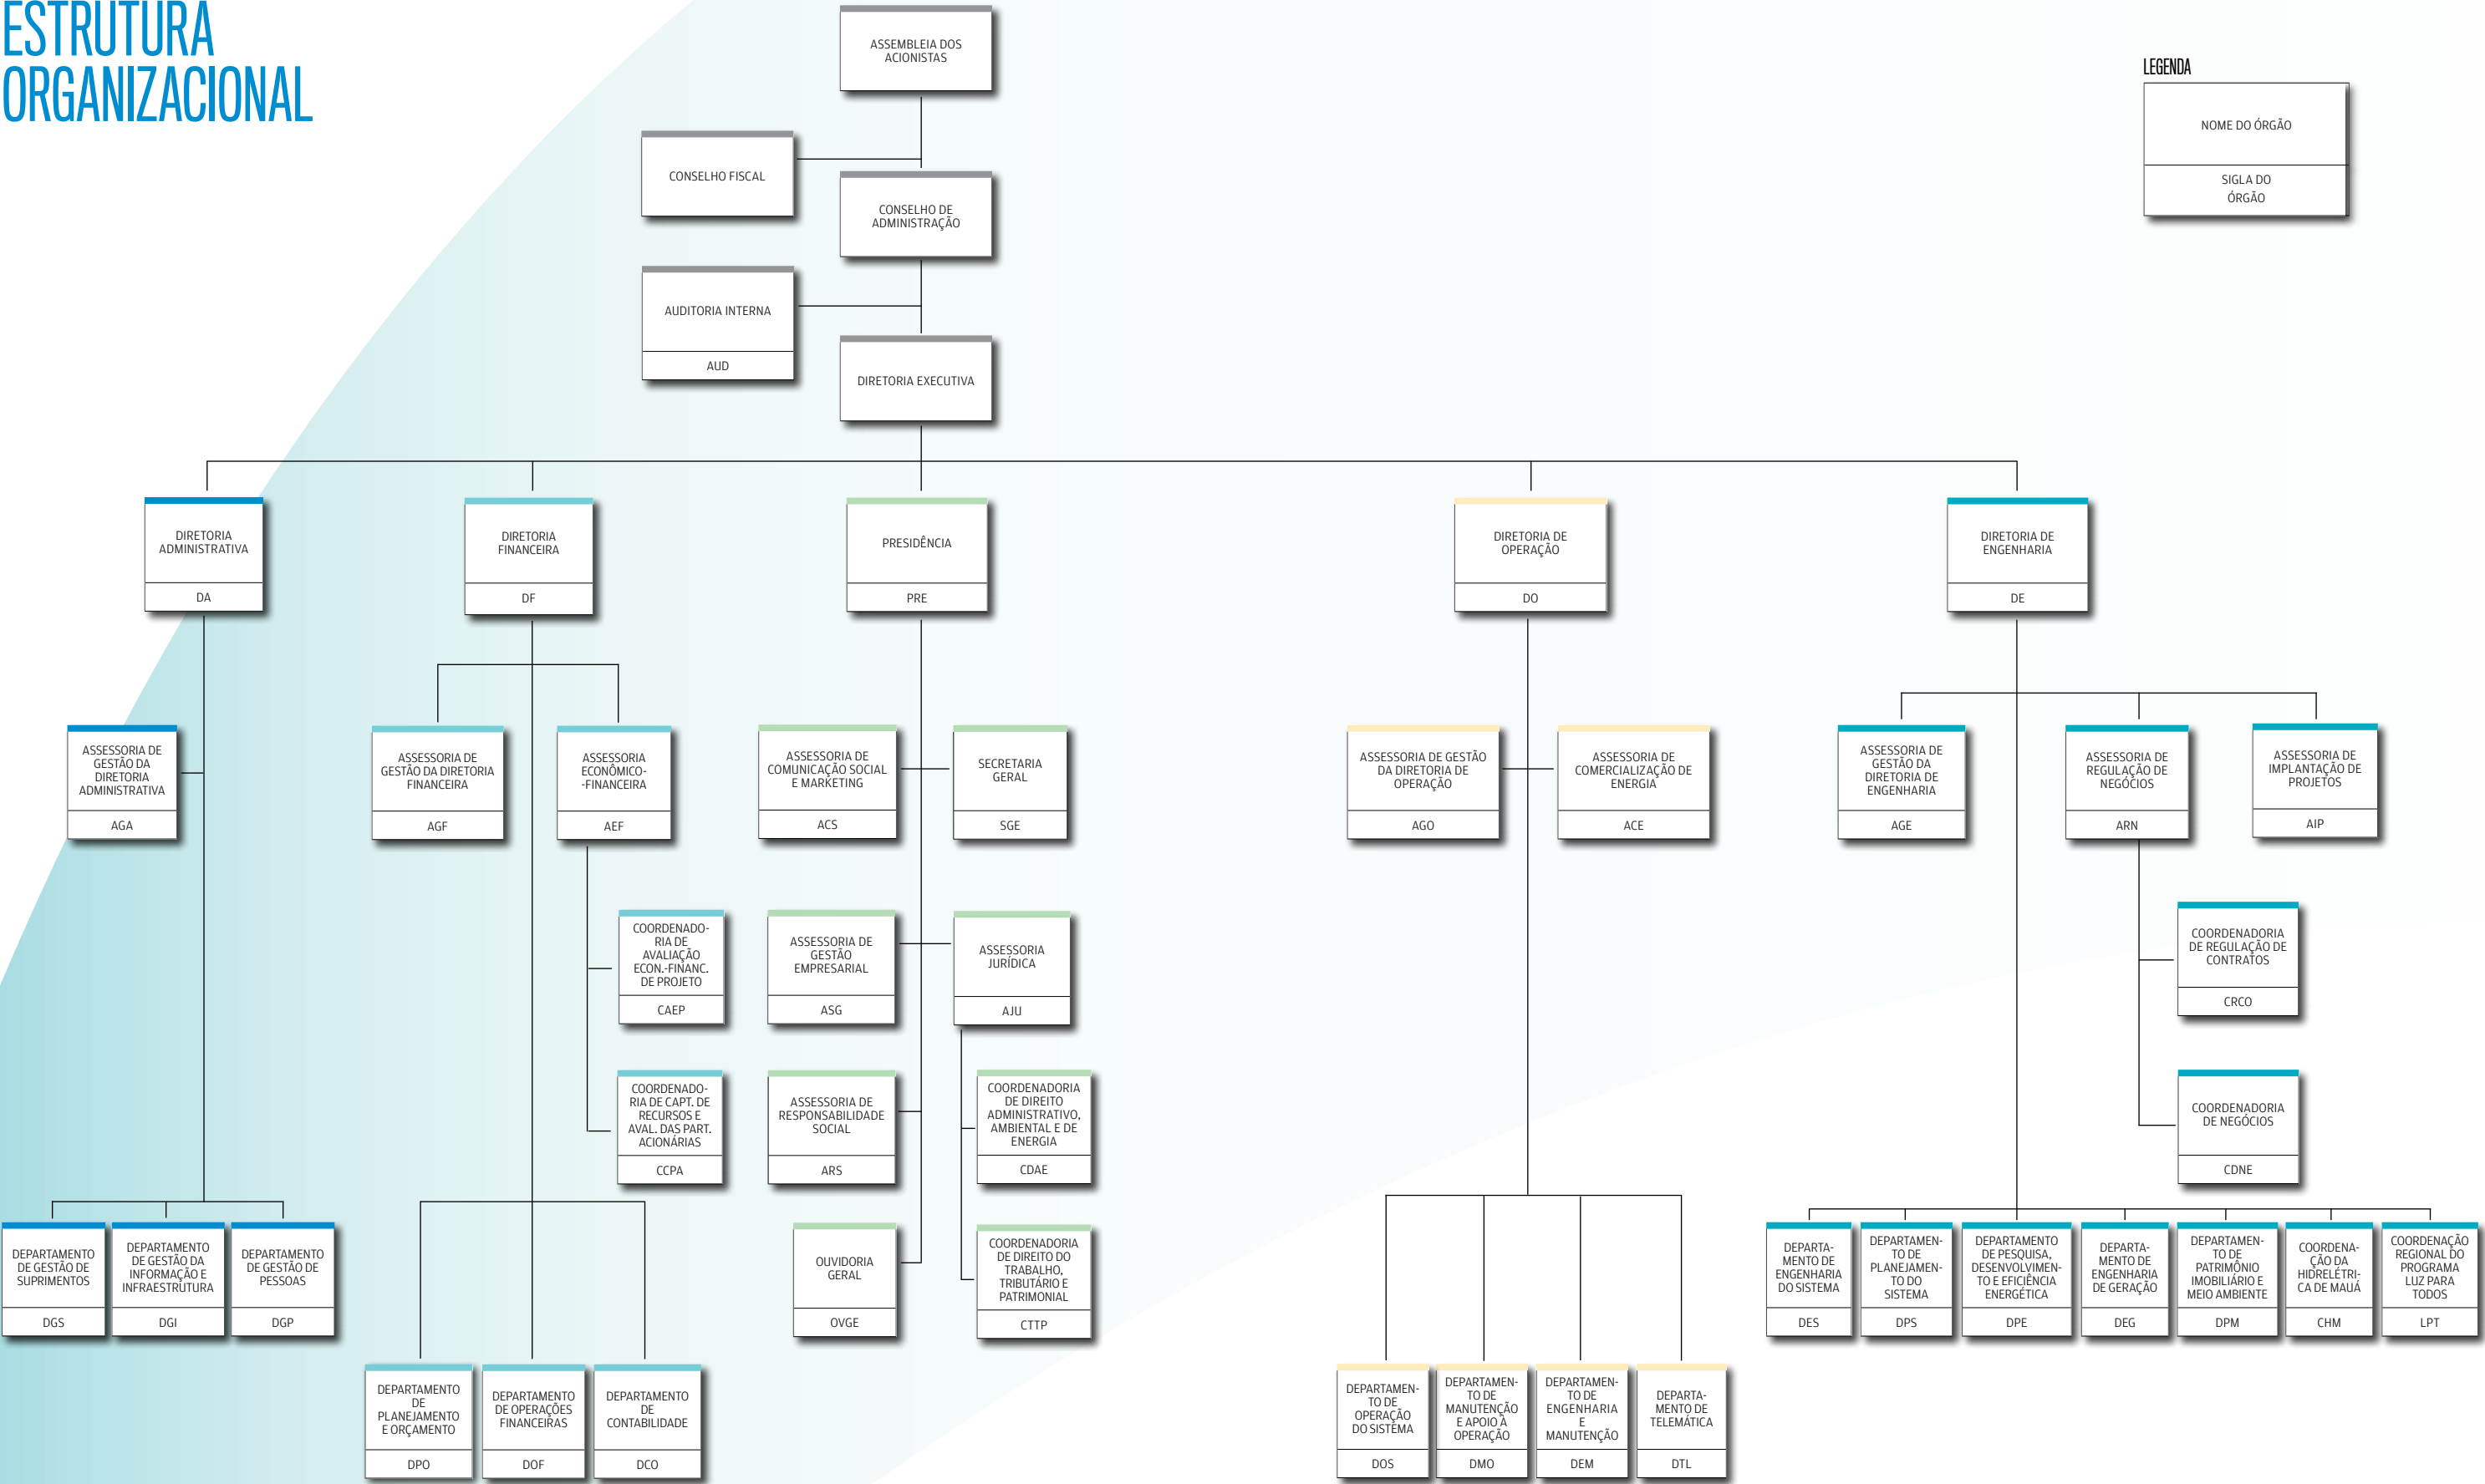 ESTRUTURA
ORGANIZACIONAL
ASSEMBLEIA DOS
ACIONISTAS
LEGENDA
NOME DO ÓRGÃO
SIGLA DO
ÓRGÃO
CONSELHO FISCAL
CONSELHO DE
ADMINISTRAÇÃO
AUDITORIA INTERNA
AUD
DIRETORIA EXECUTIVA
DIRETORIA
ADMINISTRATIVA
DA
DIRETORIA
FINANCEIRA
DF
PRESIDÊNCIA
PRE
DIRETORIA DE
OPERAÇÃO
DO
DIRETORIA DE
ENGENHARIA
DE
ASSESSORIA DE
GESTÃO DA
DIRETORIA
ADMINISTRATIVA
AGA
ASSESSORIA DE
GESTÃO DA DIRETORIA
FINANCEIRA
AGF
ASSESSORIA
ECONÔMICO-
-FINANCEIRA
AEF
ASSESSORIA DE
COMUNICAÇÃO SOCIAL
E MARKETING
ACS
SECRETARIA
GERAL
SGE
ASSESSORIA DE GESTÃO
DA DIRETORIA DE
OPERAÇÃO
AGO
ASSESSORIA DE
COMERCIALIZAÇÃO DE
ENERGIA
ACE
ASSESSORIA DE
GESTÃO DA
DIRETORIA DE
ENGENHARIA
AGE
ASSESSORIA DE
REGULAÇÃO DE
NEGÓCIOS
ARN
ASSESSORIA DE
IMPLANTAÇÃO DE
PROJETOS
AIP
COORDENADO-
RIA DE
AVALIAÇÃO
ECON.-FINANC.
DE PROJETO
CAEP
ASSESSORIA DE
GESTÃO
EMPRESARIAL
ASG
ASSESSORIA
JURÍDICA
AJU
COORDENADORIA
DE REGULAÇÃO DE
CONTRATOS
CRCO
COORDENADO-
RIA DE CAPT. DE
RECURSOS E
AVAL. DAS PART.
ACIONÁRIAS
CCPA
ASSESSORIA DE
RESPONSABILIDADE
SOCIAL
ARS
COORDENADORIA
DE DIREITO
ADMINISTRATIVO,
AMBIENTAL E DE
ENERGIA
CDAE
COORDENADORIA
DE NEGÓCIOS
CDNE
DEPARTAMENTO
DE GESTÃO DE
SUPRIMENTOS
DGS
DEPARTAMENTO
DE GESTÃO DA
INFORMAÇÃO E
INFRAESTRUTURA
DGI
DEPARTAMENTO
DE GESTÃO DE
PESSOAS
DGP
OUVIDORIA
GERAL
OVGE
COORDENADORIA
DE DIREITO DO
TRABALHO,
TRIBUTÁRIO E
PATRIMONIAL
CTTP
DEPARTA-
MENTO DE
ENGENHARIA
DO SISTEMA
DES
DEPARTAMEN-
TO DE
PLANEJAMEN-
TO DO
SISTEMA
DPS
DEPARTAMENTO
DE PESQUISA,
DESENVOLVIMEN-
TO E EFICIÊNCIA
ENERGÉTICA
DPE
DEPARTA-
MENTO DE
ENGENHARIA
DE GERAÇÃO
DEG
DEPARTAMEN-
TO DE
PATRIMÔNIO
IMOBILIÁRIO E
MEIO AMBIENTE
DPM
COORDENA-
ÇÃO DA
HIDRELÉTRI-
CA DE MAUÁ
CHM
COORDENAÇÃO
REGIONAL DO
PROGRAMA
LUZ PARA
TODOS
LPT
DEPARTAMENTO
DE
PLANEJAMENTO
E ORÇAMENTO
DPO
DEPARTAMENTO
DE OPERAÇÕES
FINANCEIRAS
DOF
DEPARTAMENTO
DE
CONTABILIDADE
DCO
DEPARTAMEN-
TO DE
OPERAÇÃO
DO SISTEMA
DOS
DEPARTAMEN-
TO DE
MANUTENÇÃO
E APOIO À
OPERAÇÃO
DMO
DEPARTAMEN-
TO DE
ENGENHARIA
E
MANUTENÇÃO
DEM
DEPARTA-
MENTO DE
TELEMÁTICA
DTL